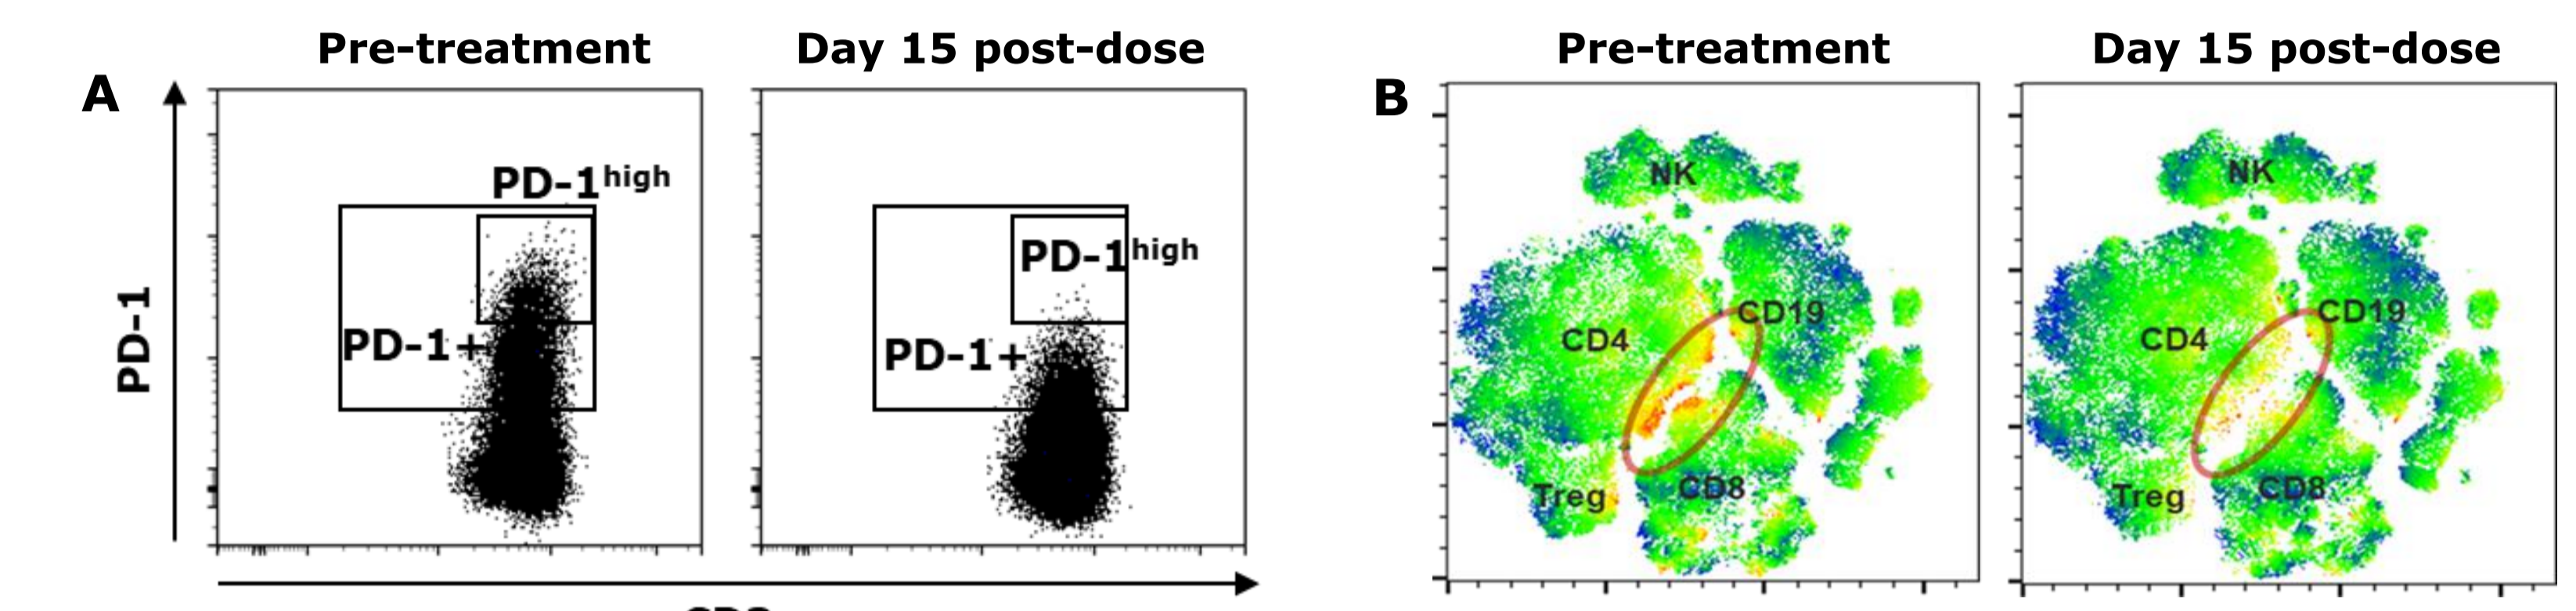 A
Pre-treatment
Day 15 post-dose
PD-1
PD-1high
PD-1+
PD-1high
PD-1+
B
Pre-treatment
Day 15 post-dose
NK
CD4
CD19
Treg
CD8
NK
CD4
CD19
Treg
CD8